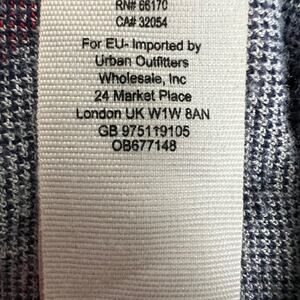 RN# 66170
CA# 32054
For EU- Imported by
Urban Outfitters
Wholesale, Inc
24 Market Place
London UK W1W 8AN
GB 975119105
OB677148